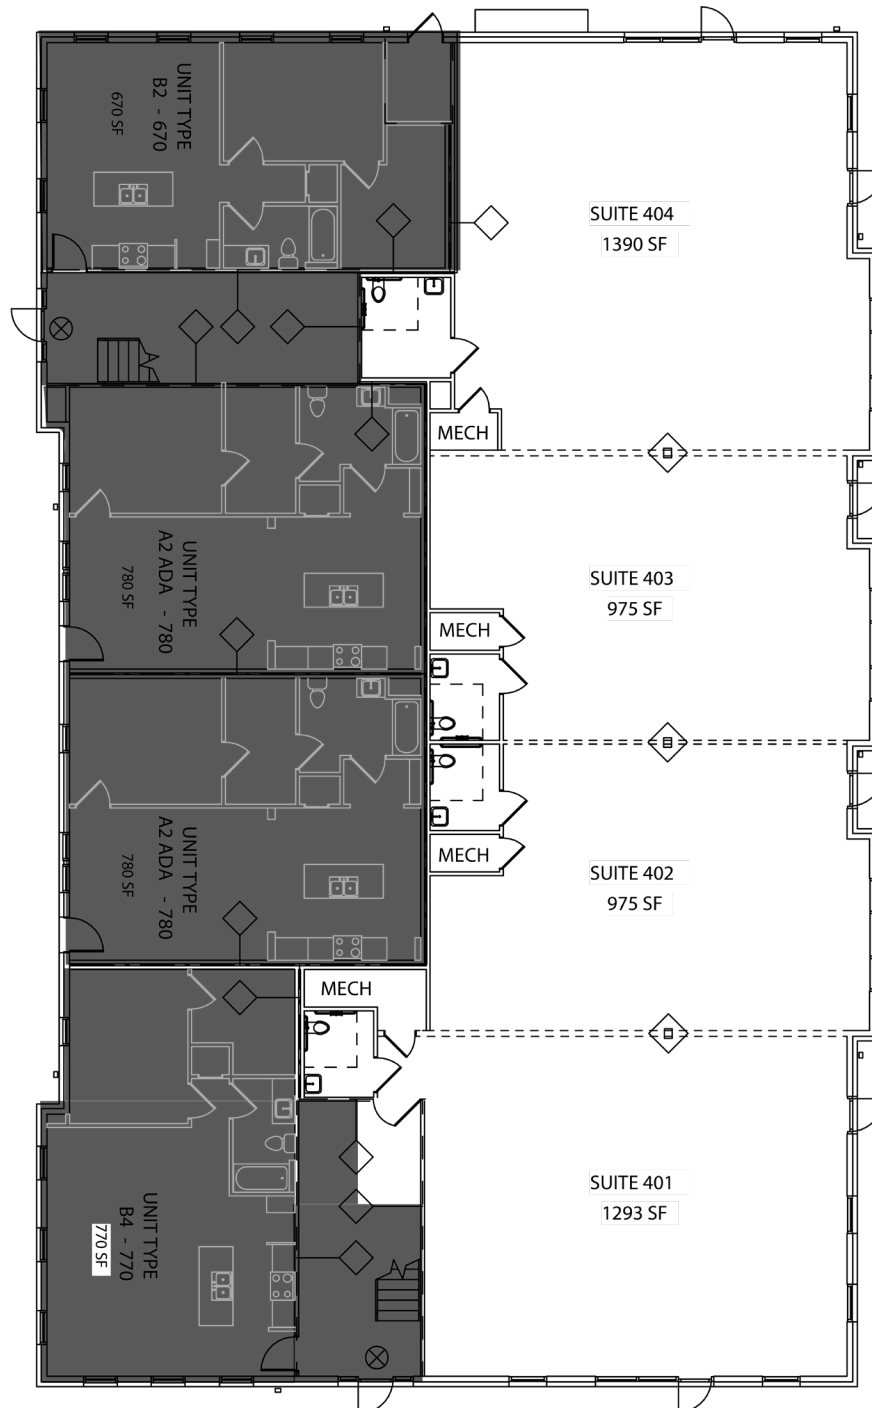 UNIT TYPE
B2 - 670
670 SF
SUITE 404
1390 SF
MECH
UNIT TYPE
A2 ADA - 780
780 SF
SUITE 403
975 SF
MECH
UNIT TYPE
A2 ADA - 780
780 SF
MECH
SUITE 402
975 SF
MECH
UNIT TYPE
B4 - 770
770 SF
SUITE 401
1293 SF